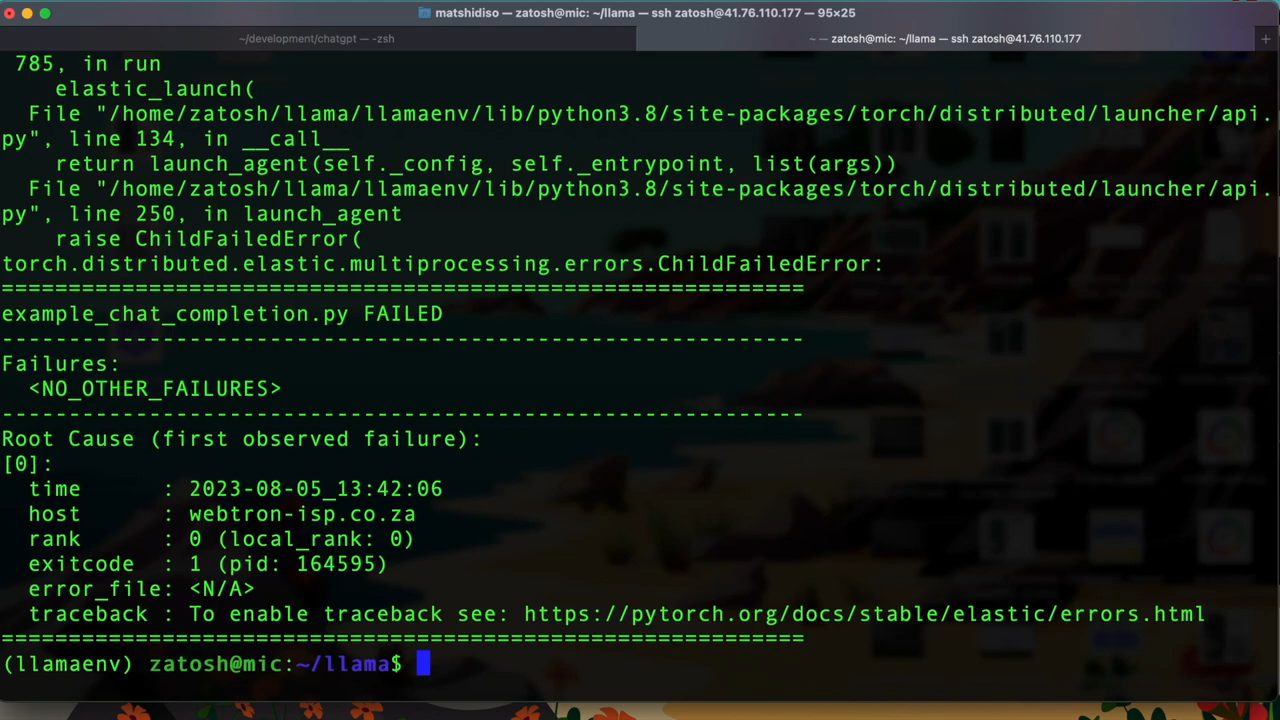 matshidiso — zatosh@mic: ~/llama — ssh zatosh@41.76.110.177 — 95×25
~/development/chatgpt — -zsh
~ — zatosh@mic: ~/llama — ssh zatosh@41.76.110.177
785, in run
elastic_launch(
File "/home/zatosh/llama/llamaenv/lib/python3.8/site-packages/torch/distributed/launcher/api.
py", line 134, in __call__
return launch_agent(self._config, self._entrypoint, list(args))
File "/home/zatosh/llama/llamaenv/lib/python3.8/site-packages/torch/distributed/launcher/api.
py", line 250, in launch_agent
raise ChildFailedError(
torch.distributed.elastic.multiprocessing.errors.ChildFailedError:
============================================================
example_chat_completion.py FAILED
------------------------------------------------------------
Failures:
<NO_OTHER_FAILURES>
------------------------------------------------------------
Root Cause (first observed failure):
[0]:
time : 2023-08-05_13:42:06
host : webtron-isp.co.za
rank : 0 (local_rank: 0)
exitcode : 1 (pid: 164595)
error_file: <N/A>
traceback : To enable traceback see: https://pytorch.org/docs/stable/elastic/errors.html
============================================================
(llamaenv) zatosh@mic:~/llama$